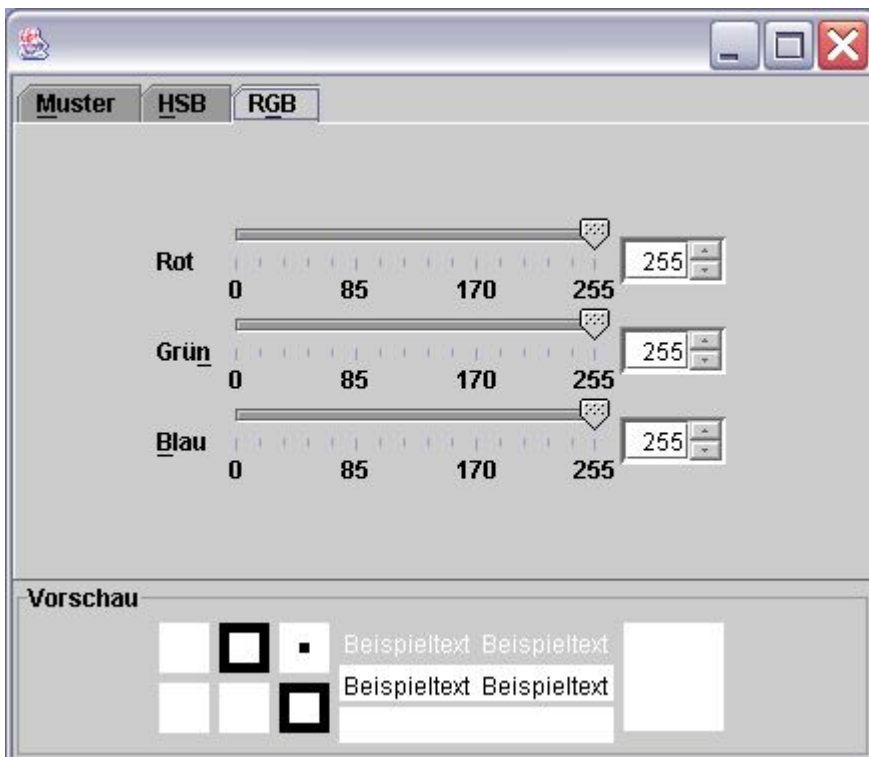 Muster HSB RGB
Rot 255
0 85 170 255
Grün 255
0 85 170 255
Blau 255
0 85 170 255
Vorschau
Beispieltext Beispieltext
Beispieltext Beispieltext